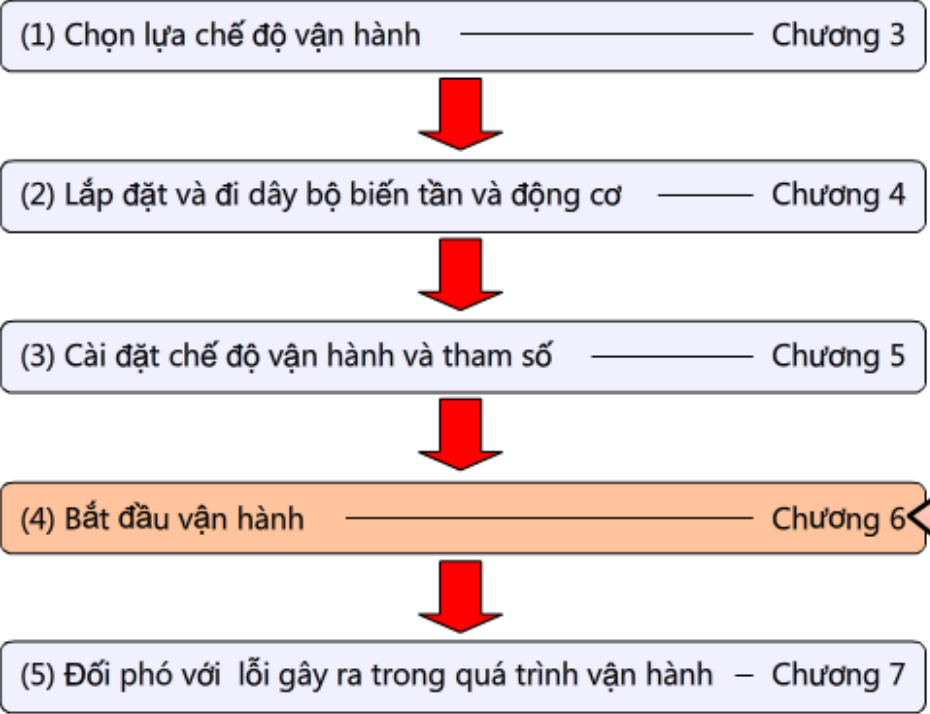 (1) Chọn lựa chế độ vận hành Chương 3
(2) Lắp đặt và đi dây bộ biến tần và động cơ Chương 4
(3) Cài đặt chế độ vận hành và tham số Chương 5
(4) Bắt đầu vận hành Chương 6
(5) Đối phó với lỗi gây ra trong quá trình vận hành Chương 7